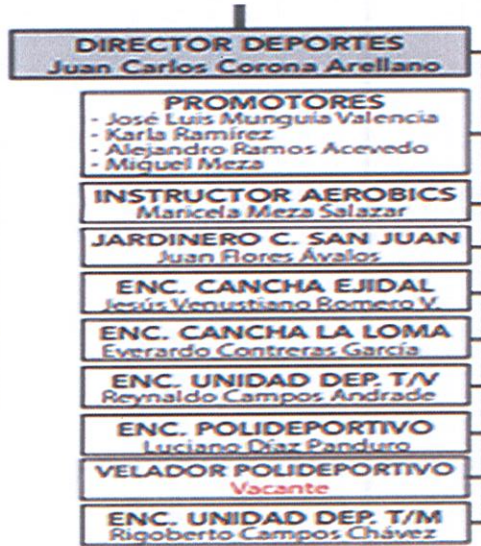 DIRECTOR DEPORTES
Juan Carlos Corona Arellano
PROMOTORES
- José Luis Munguía Valencia
- Karla Ramírez
- Alejandro Ramos Acevedo
- Miguel Meza
INSTRUCTOR AEROBICS
Maricela Meza Salazar
JARDINERO C. SAN JUAN
Juan Flores Ávalos
ENC. CANCHA EJIDAL
Jesús Venustiano Romero V.
ENC. CANCHA LA LOMA
Everardo Contreras García
ENC. UNIDAD DEP. T/V
Reynaldo Campos Andrade
ENC. POLIDEPORTIVO
Luciano Díaz Panduro
VELADOR POLIDEPORTIVO
Vacante
ENC. UNIDAD DEP. T/M
Rigoberto Campos Chávez